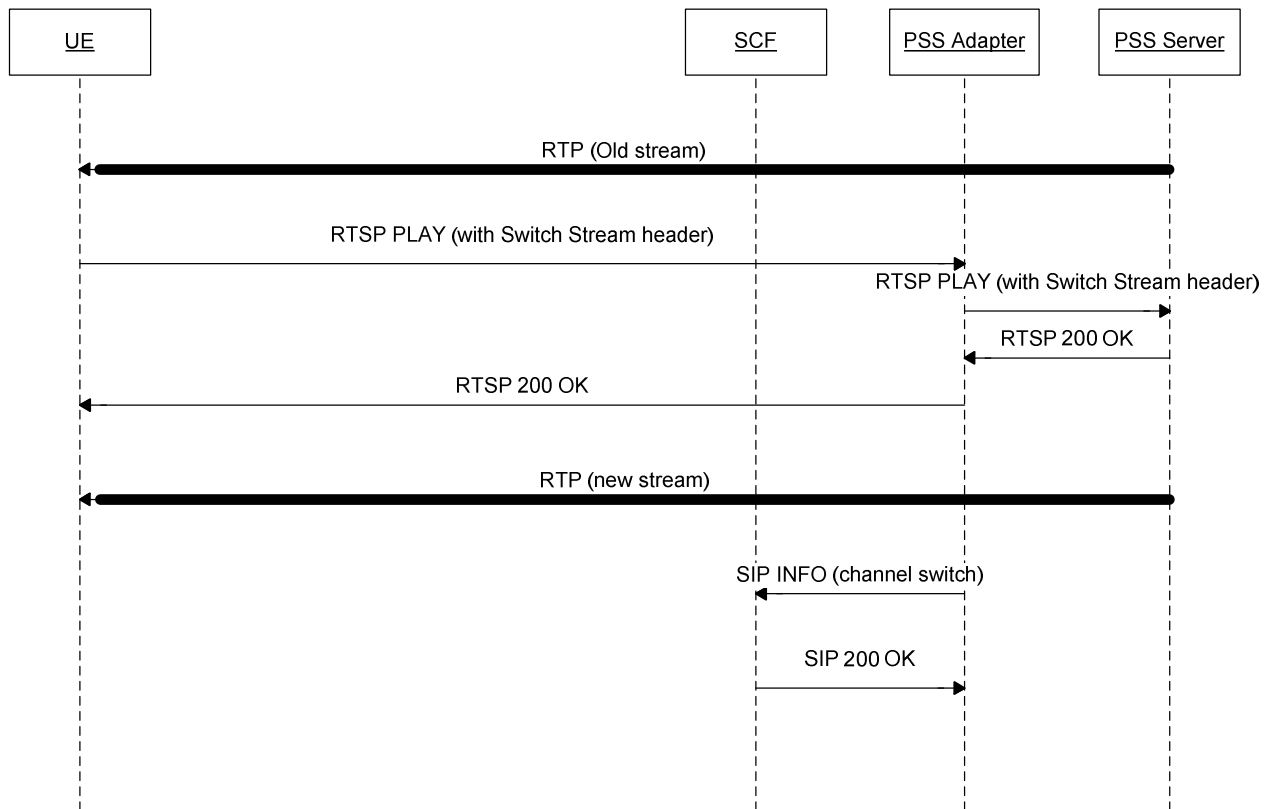 UE
SCF
PSS Adapter
PSS Server
RTP (Old stream)
RTSP PLAY (with Switch Stream header)
RTSP PLAY (with Switch Stream header)
RTSP 200 OK
RTSP 200 OK
RTP (new stream)
SIP INFO (channel switch)
SIP 200 OK